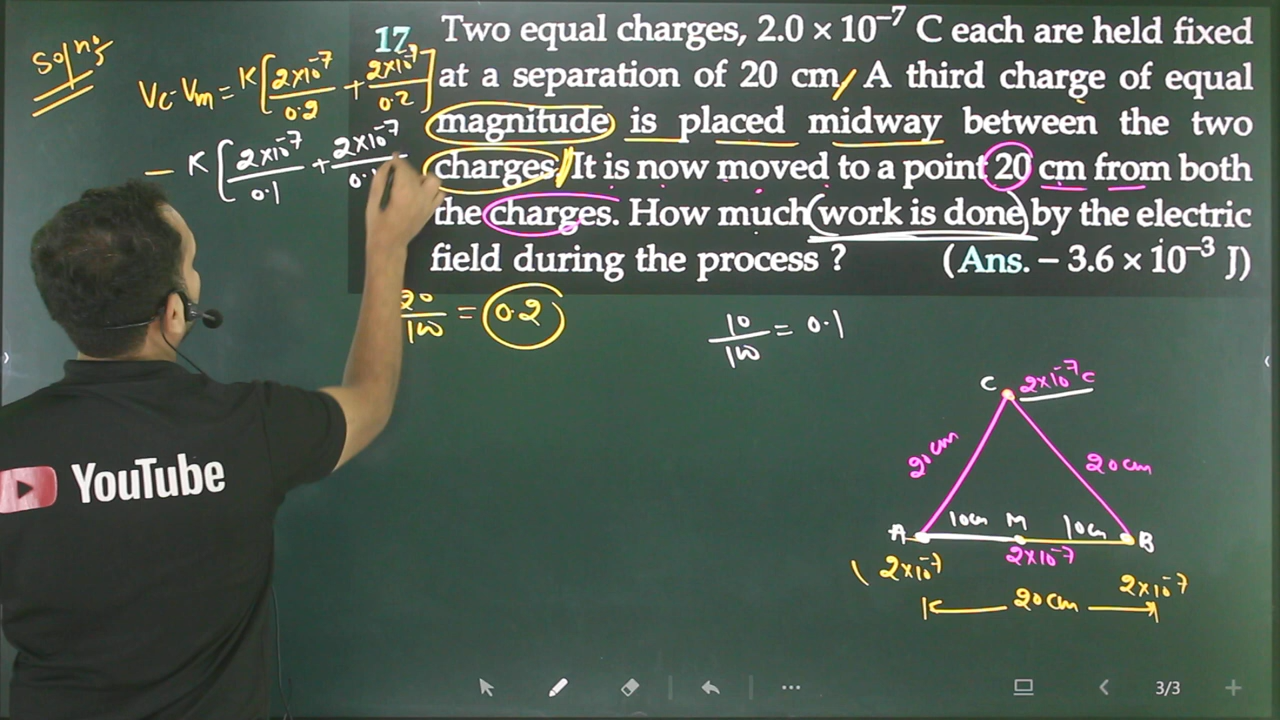 Soln:
17. Two equal charges, 2.0 × 10⁻⁷ C each are held fixed
at a separation of 20 cm. A third charge of equal
magnitude is placed midway between the two
charges. It is now moved to a point 20 cm from both
the charges. How much work is done by the electric
field during the process ? (Ans. – 3.6 × 10⁻³ J)
Vc - Vm = K[2×10⁻⁷/0.2 + 2×10⁻⁷/0.2]
- K[2×10⁻⁷/0.1 + 2×10⁻⁷/0.1
20/100 = 0.2
10/100 = 0.1
C 2×10⁻⁷C
20cm 20cm
A 10cm M 10cm B
2×10⁻⁷ 2×10⁻⁷ 2×10⁻⁷
20cm
YouTube
3/3